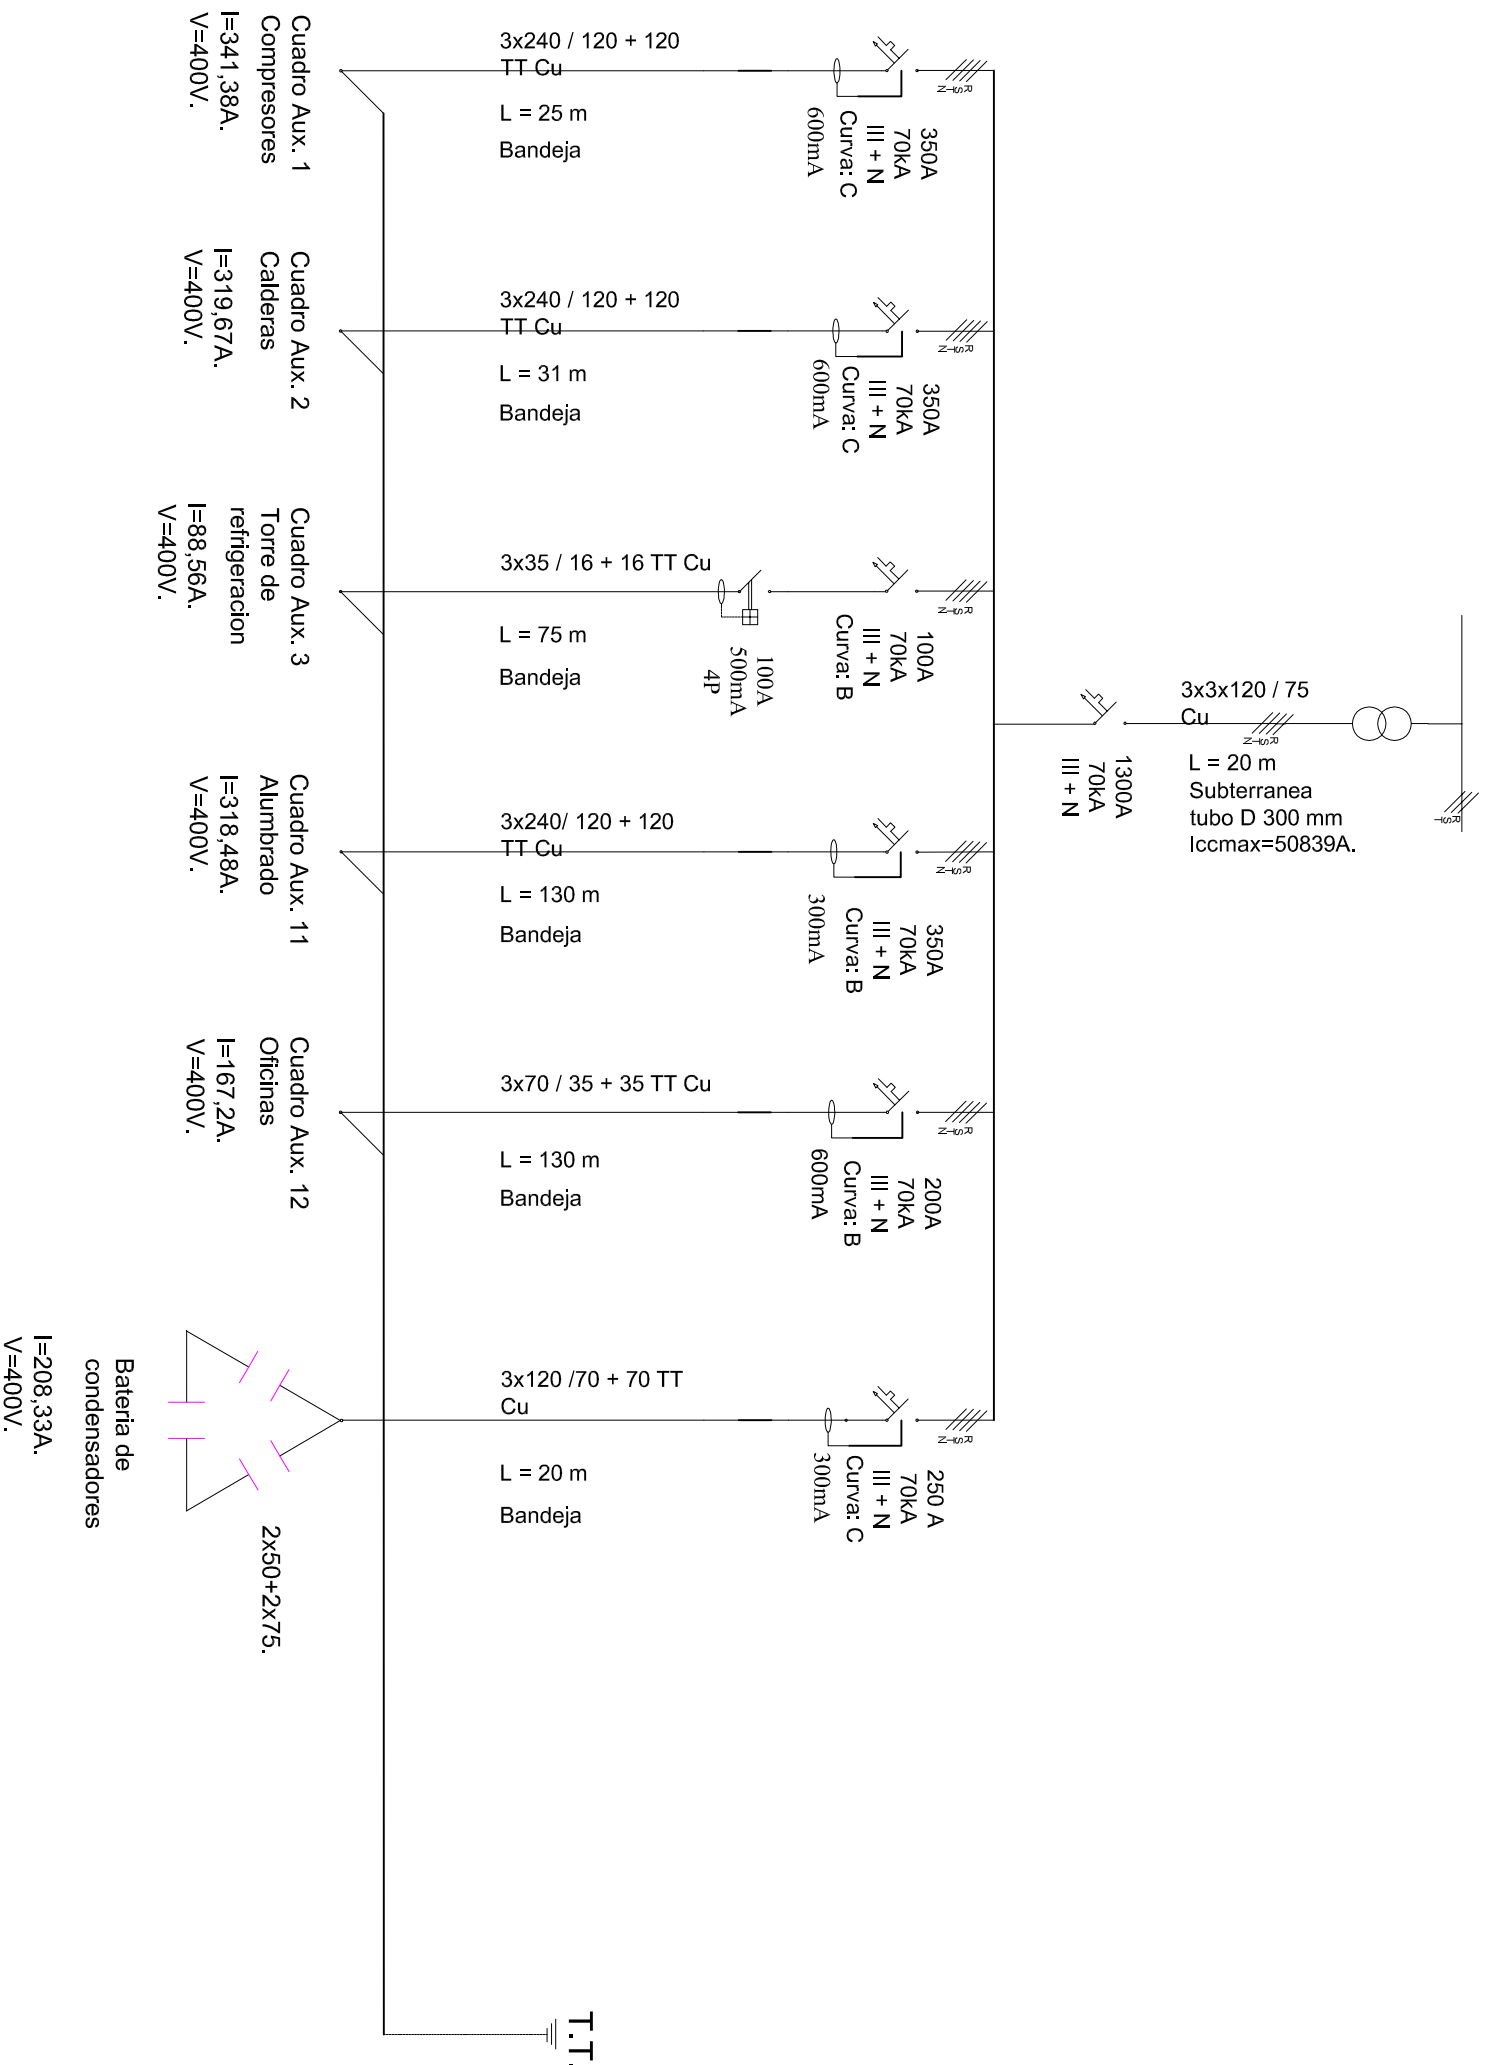 3x3x120 / 75
Cu
L = 20 m
Subterranea
tubo D 300 mm
Iccmax=50839A.
R
S
T
R
S
T
N
1300A
70kA
III + N
R
S
T
N
350A
70kA
III + N
Curva: C
600mA
3x240 / 120 + 120
TT Cu
L = 25 m
Bandeja
Cuadro Aux. 1
Compresores
I=341,38A.
V=400V.
R
S
T
N
350A
70kA
III + N
Curva: C
600mA
3x240 / 120 + 120
TT Cu
L = 31 m
Bandeja
Cuadro Aux. 2
Calderas
I=319,67A.
V=400V.
R
S
T
N
100A
70kA
III + N
Curva: B
100A
500mA
4P
3x35 / 16 + 16 TT Cu
L = 75 m
Bandeja
Cuadro Aux. 3
Torre de
refrigeracion
I=88,56A.
V=400V.
R
S
T
N
350A
70kA
III + N
Curva: B
300mA
3x240/ 120 + 120
TT Cu
L = 130 m
Bandeja
Cuadro Aux. 11
Alumbrado
I=318,48A.
V=400V.
R
S
T
N
200A
70kA
III + N
Curva: B
600mA
3x70 / 35 + 35 TT Cu
L = 130 m
Bandeja
Cuadro Aux. 12
Oficinas
I=167,2A.
V=400V.
R
S
T
N
250 A
70kA
III + N
Curva: C
300mA
3x120 /70 + 70 TT
Cu
L = 20 m
Bandeja
2x50+2x75.
Bateria de
condensadores
I=208,33A.
V=400V.
T.T.